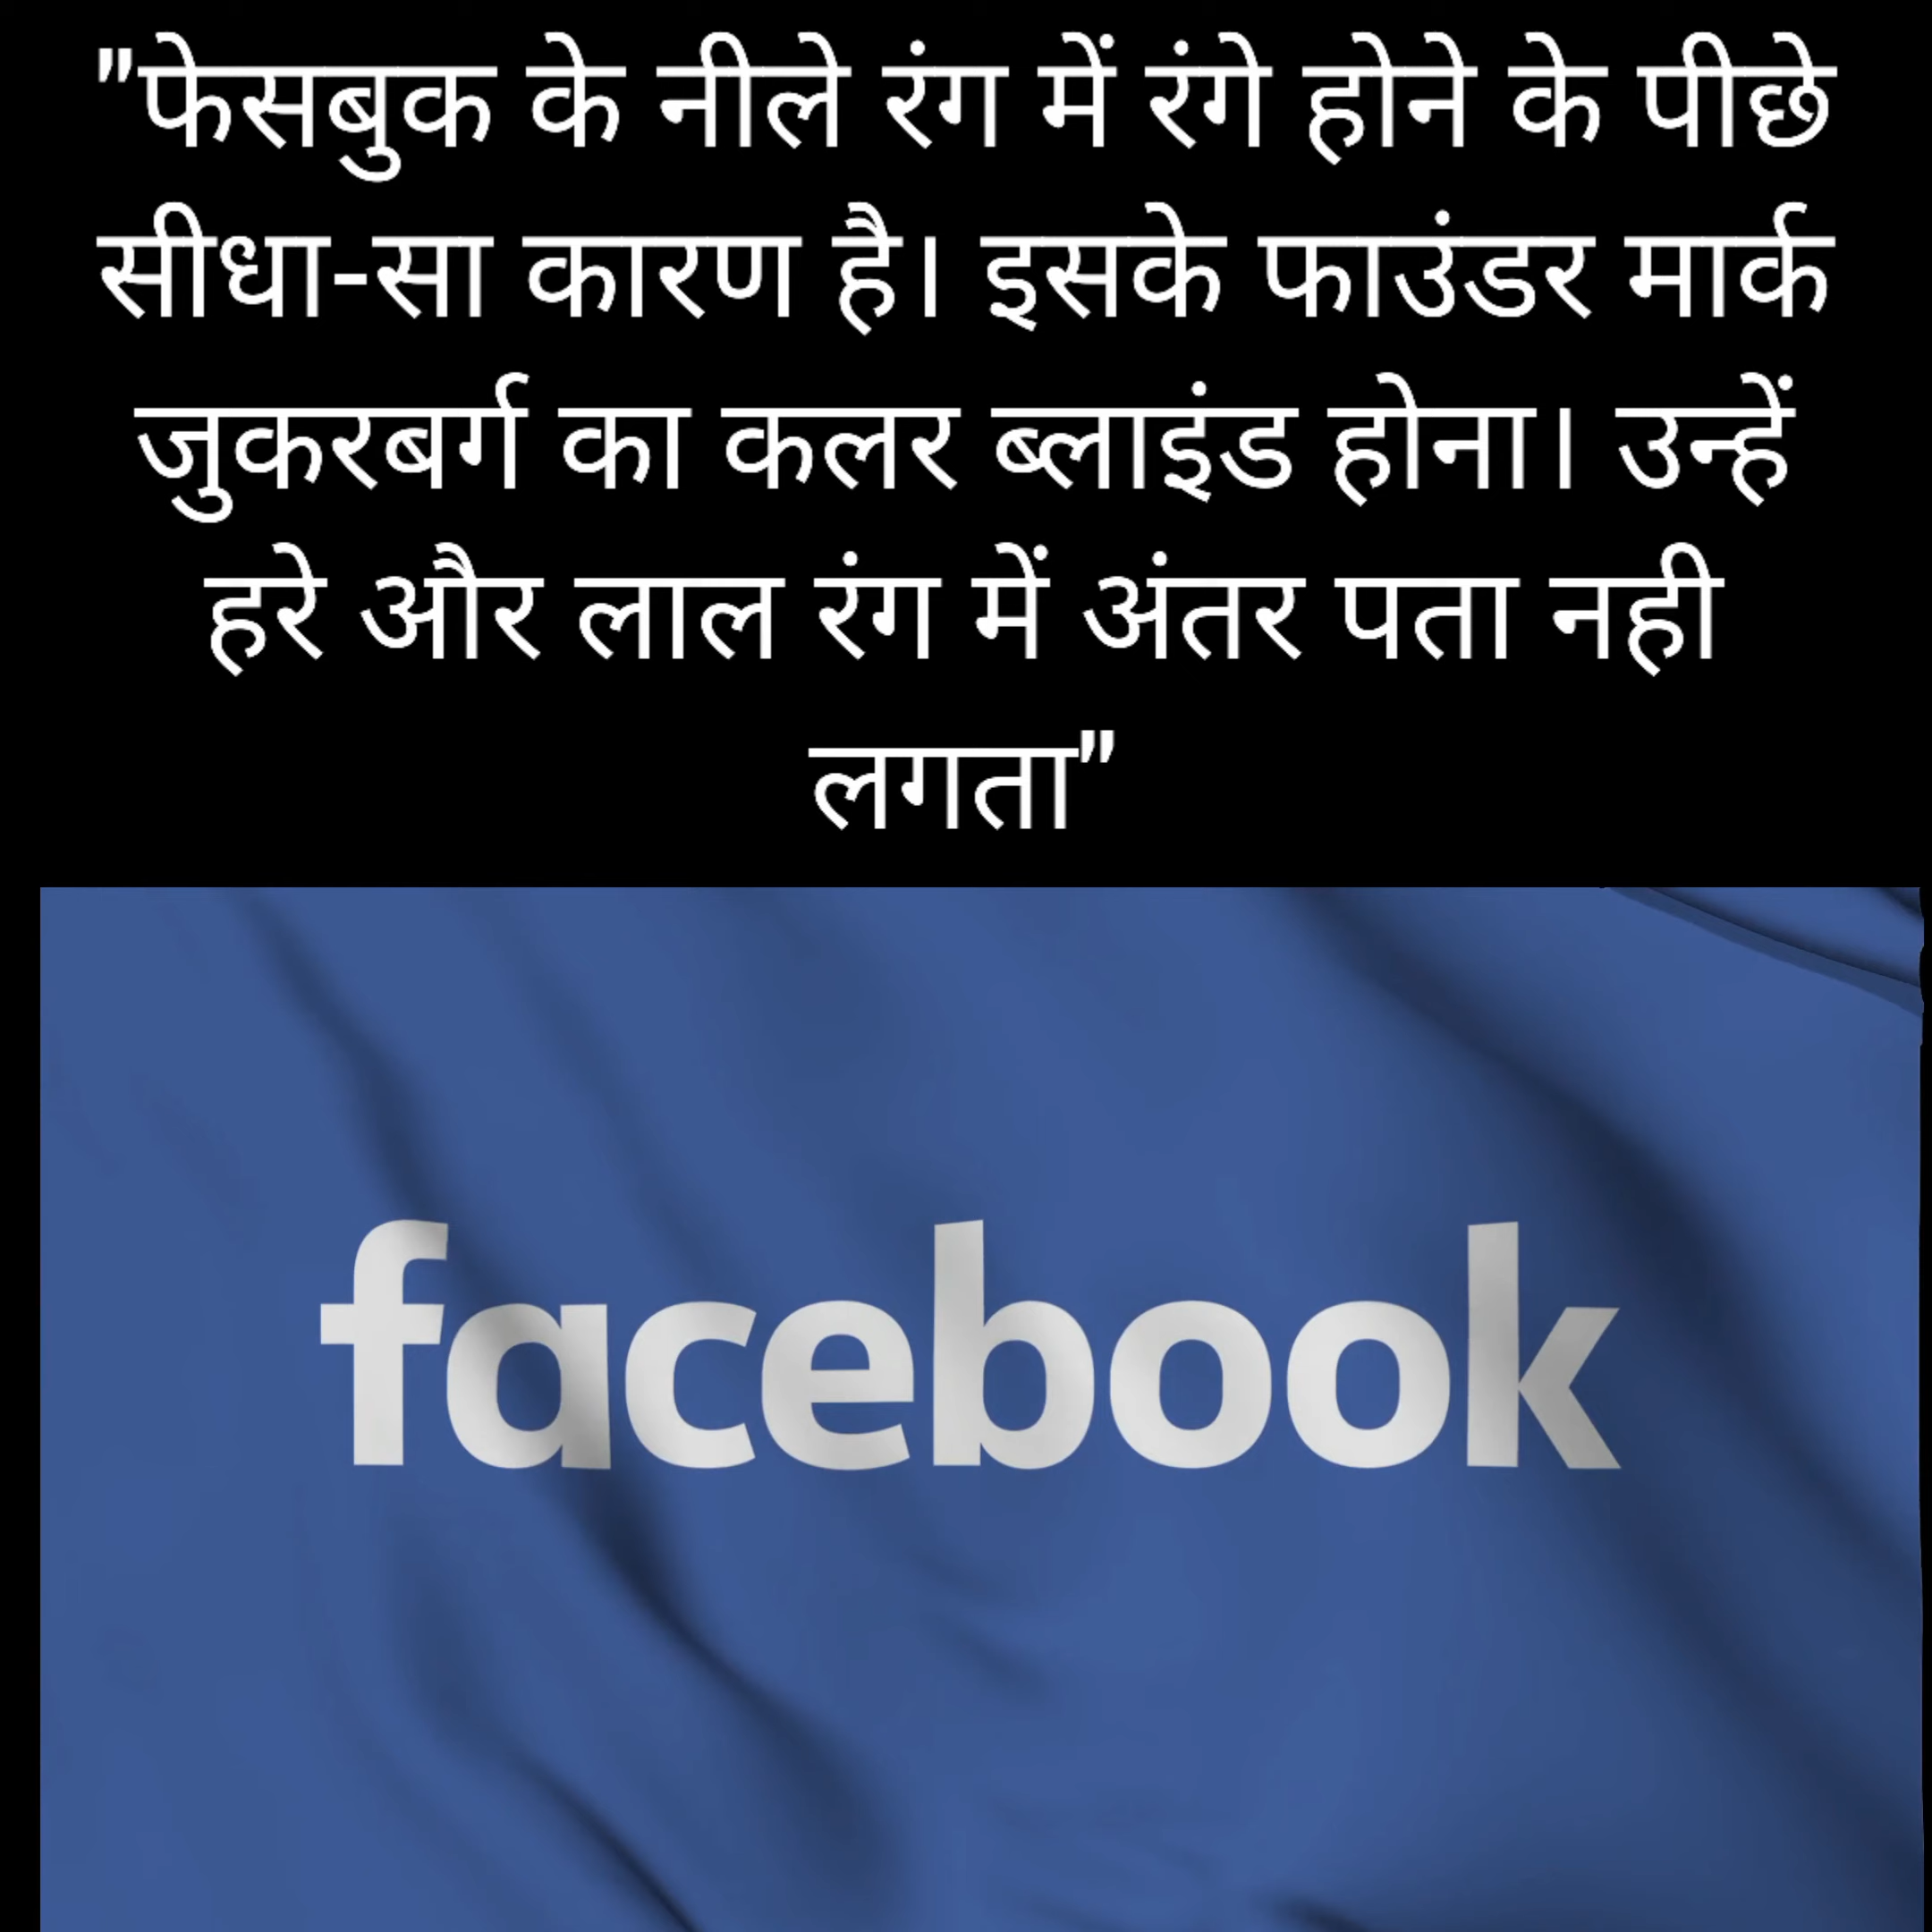 "फेसबुक के नीले रंग में रंगे होने के पीछे
सीधा-सा कारण है। इसके फाउंडर मार्क
जुकरबर्ग का कलर ब्लाइंड होना। उन्हें
हरे और लाल रंग में अंतर पता नही
लगता"
facebook